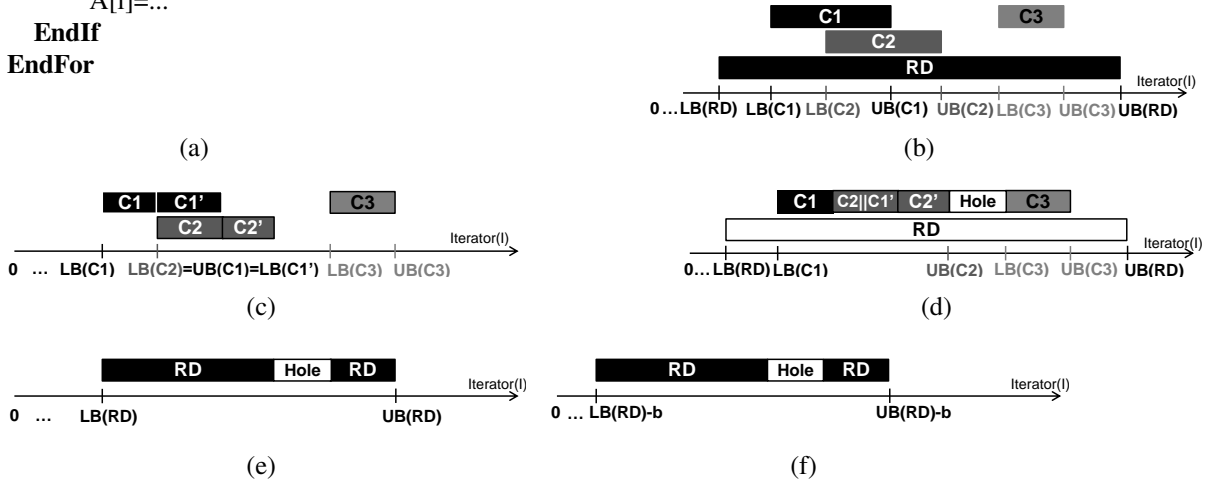 A[I]=...
EndIf
EndFor
(a)
C1 C3
C2
RD
Iterator(I)
0 ... LB(RD) LB(C1) LB(C2) UB(C1) UB(C2) LB(C3) UB(C3) UB(RD)
(b)
C1 C1' C3
C2 C2'
Iterator(I)
0 ... LB(C1) LB(C2)=UB(C1)=LB(C1') LB(C3) UB(C3)
(c)
C1 C2||C1' C2' Hole C3
RD
Iterator(I)
0... LB(RD) LB(C1) UB(C2) LB(C3) UB(C3) UB(RD)
(d)
RD Hole RD
Iterator(I)
0 ... LB(RD) UB(RD)
(e)
RD Hole RD
Iterator(I)
0 ... LB(RD)-b UB(RD)-b
(f)